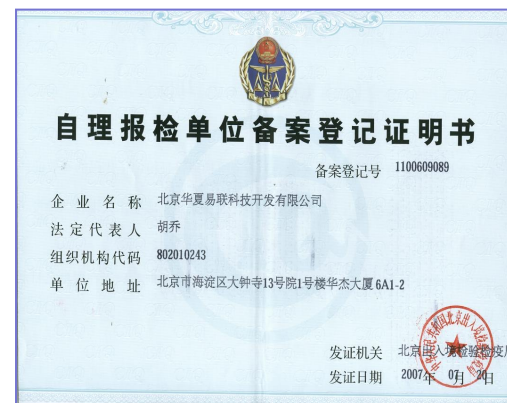 自理报检单位备案登记证明书
备案登记号 1100609089
企业名称 北京华夏易联科技开发有限公司
法定代表人 胡乔
组织机构代码 802010243
单位地址 北京市海淀区大钟寺13号院1号楼华杰大厦 6A1-2
发证机关 北京出入境检验检疫局
发证日期 2007年 07月 20日